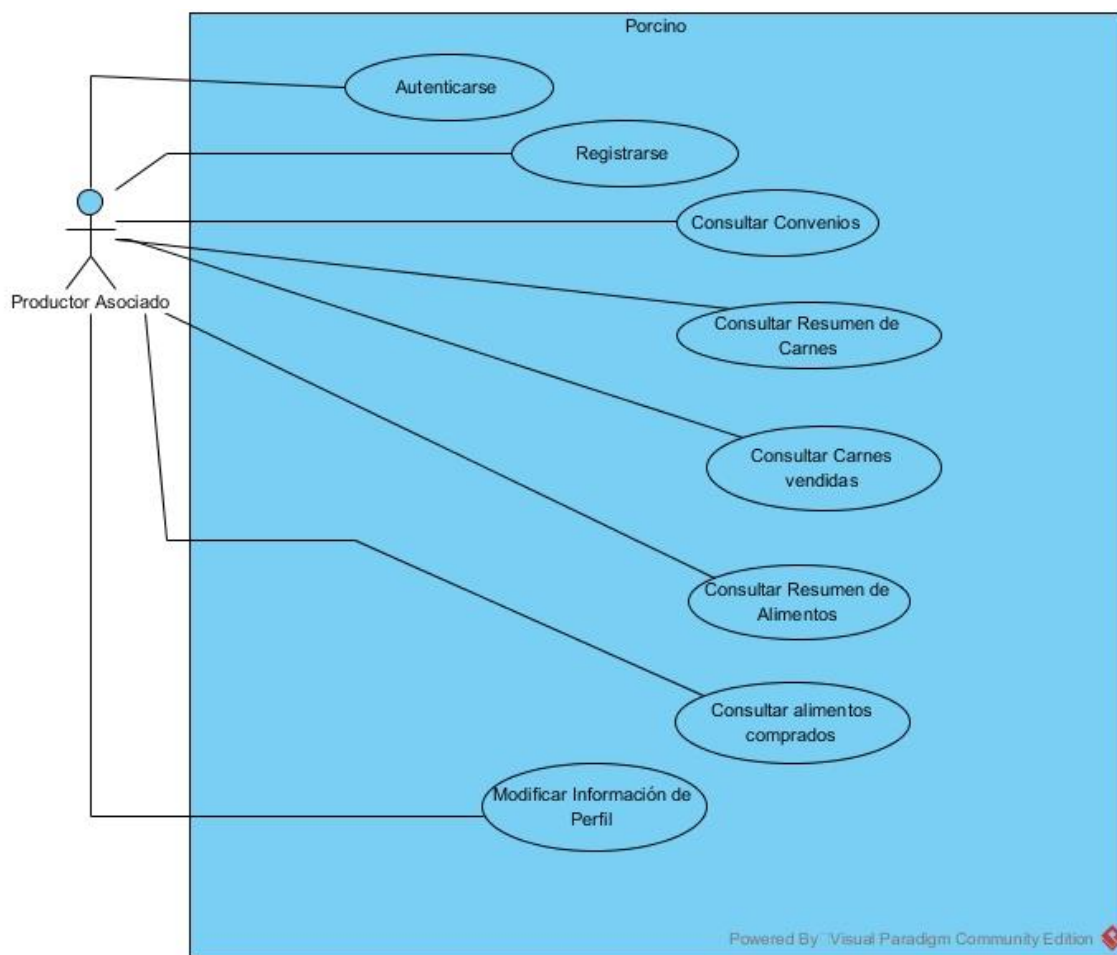 Porcino
Autenticarse
Registrarse
Consultar Convenios
Productor Asociado
Consultar Resumen de
Carnes
Consultar Carnes
vendidas
Consultar Resumen de
Alimentos
Consultar alimentos
comprados
Modificar Información de
Perfil
Powered By Visual Paradigm Community Edition